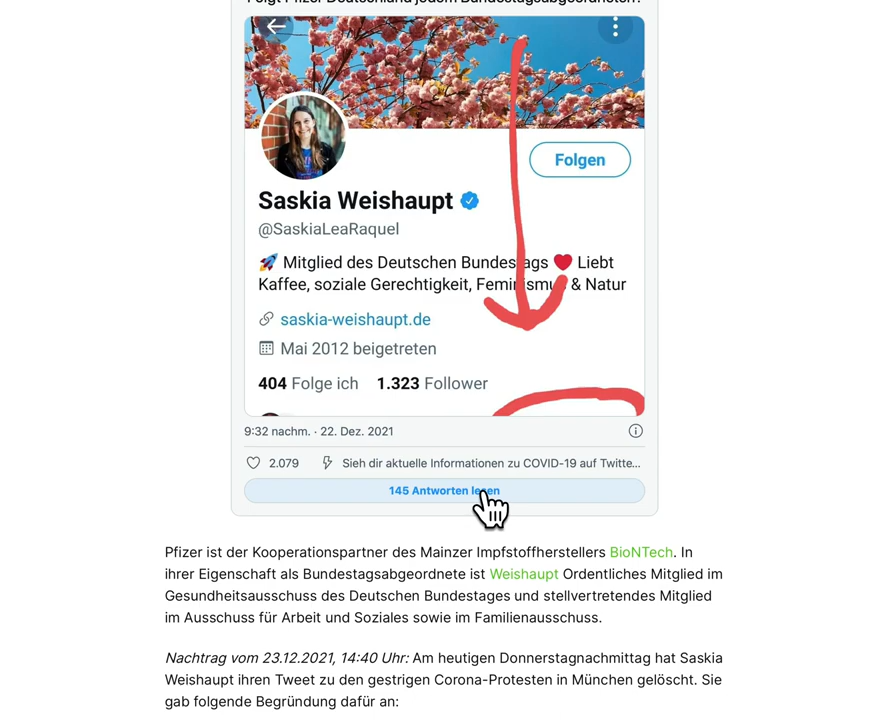 Folgt Pfizer Deutschland jedem Bundestagsabgeordneten?
Folgen
Saskia Weishaupt
@SaskiaLeaRaquel
🚀 Mitglied des Deutschen Bundestags ❤️ Liebt
Kaffee, soziale Gerechtigkeit, Feminismus & Natur
saskia-weishaupt.de
Mai 2012 beigetreten
404 Folge ich 1.323 Follower
9:32 nachm. · 22. Dez. 2021
2.079 Sieh dir aktuelle Informationen zu COVID-19 auf Twitte...
145 Antworten lesen
Pfizer ist der Kooperationspartner des Mainzer Impfstoffherstellers BioNTech. In
ihrer Eigenschaft als Bundestagsabgeordnete ist Weishaupt Ordentliches Mitglied im
Gesundheitsausschuss des Deutschen Bundestages und stellvertretendes Mitglied
im Ausschuss für Arbeit und Soziales sowie im Familienausschuss.
Nachtrag vom 23.12.2021, 14:40 Uhr: Am heutigen Donnerstagnachmittag hat Saskia
Weishaupt ihren Tweet zu den gestrigen Corona-Protesten in München gelöscht. Sie
gab folgende Begründung dafür an: